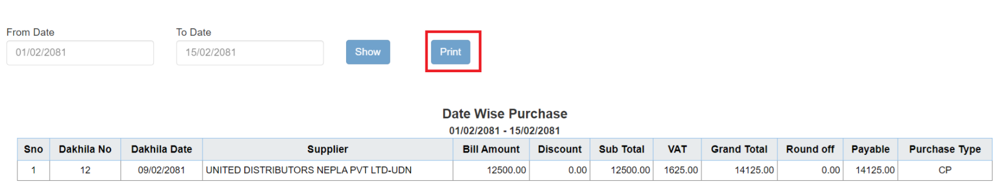 From Date To Date
01/02/2081 15/02/2081 Show Print
Date Wise Purchase
01/02/2081 - 15/02/2081
Sno Dakhila No Dakhila Date Supplier Bill Amount Discount Sub Total VAT Grand Total Round off Payable Purchase Type
1 12 09/02/2081 UNITED DISTRIBUTORS NEPLA PVT LTD-UDN 12500.00 0.00 12500.00 1625.00 14125.00 0.00 14125.00 CP